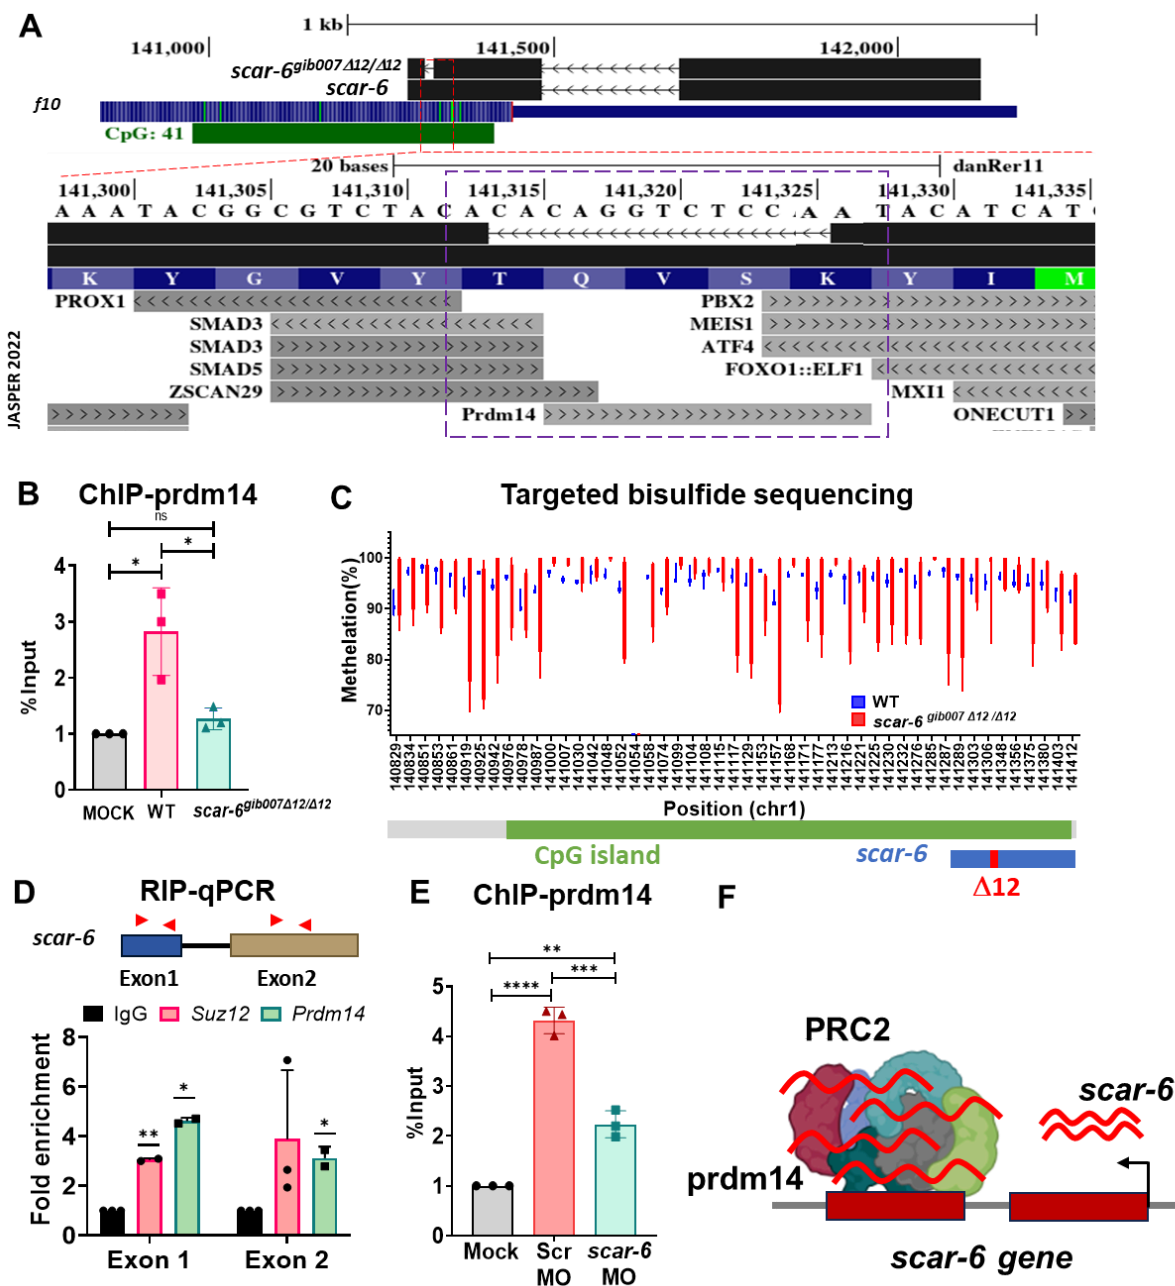 A
1 kb
141,000
141,500
142,000
scar-6gib007 Δ12/Δ12
scar-6
f10
CpG: 41
20 bases
danRer11
141,300
141,305
141,310
141,315
141,320
141,325
141,330
141,335
A A A T A C G G C G T C T A C A C A C A G G T C T C C A A T A C A T C A T
K Y G V Y T Q V S K Y I M
PROX1
PBX2
SMAD3
MEIS1
SMAD3
ATF4
SMAD5
FOXO1::ELF1
ZSCAN29
MXI1
Prdm14
ONECUT1
JASPER 2022
B
ChIP-prdm14
ns
*
*
%Input
4
3
2
1
0
MOCK
WT
scar-6gib007Δ12/Δ12
C
Targeted bisulfide sequencing
Methelation(%)
100
90
80
70
WT
scar-6 gib007 Δ12 /Δ12
140829 140834 140851 140853 140861 140919 140925 140942 140976 140978 140987 141000 141007 141030 141042 141048 141052 141054 141058 141074 141099 141104 141108 141115 141117 141129 141153 141157 141168 141171 141177 141213 141216 141221 141225 141230 141232 141276 141285 141287 141289 141303 141306 141348 141356 141375 141380 141403 141412
Position (chr1)
CpG island
scar-6
Δ12
D
RIP-qPCR
scar-6
Exon1
Exon2
IgG
Suz12
Prdm14
Fold enrichment
8
6
4
2
0
**
*
*
Exon 1
Exon 2
E
ChIP-prdm14
**
***
****
%Input
5
4
3
2
1
0
Mock
Scr MO
scar-6 MO
F
PRC2
scar-6
prdm14
scar-6 gene